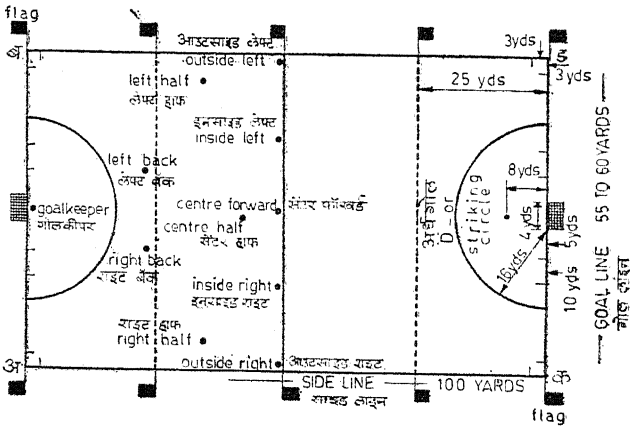 flag
ब
आउटसाइड लेफ्ट
outside left
left half
लेफ्ट हाफ
इनसाइड लेफ्ट
inside left
left back
लेफ्ट बॅक
goalkeeper
गोलकीपर
centre forward
सेंटर फॉरवर्ड
centre half
सेंटर हाफ
right back
राइट बॅक
inside right
इनसाइड राइट
राइट हाफ
right half
outside right
आउटसाइड राइट
अ
SIDE LINE
साइड लाइन
100 YARDS
3yds
ड
3yds
25 yds
8yds
अर्धगोल
D-or
striking
circle
4yds
16yds
5yds
10 yds
GOAL LINE 55 TO 60 YARDS
गोल लाइन
क
flag